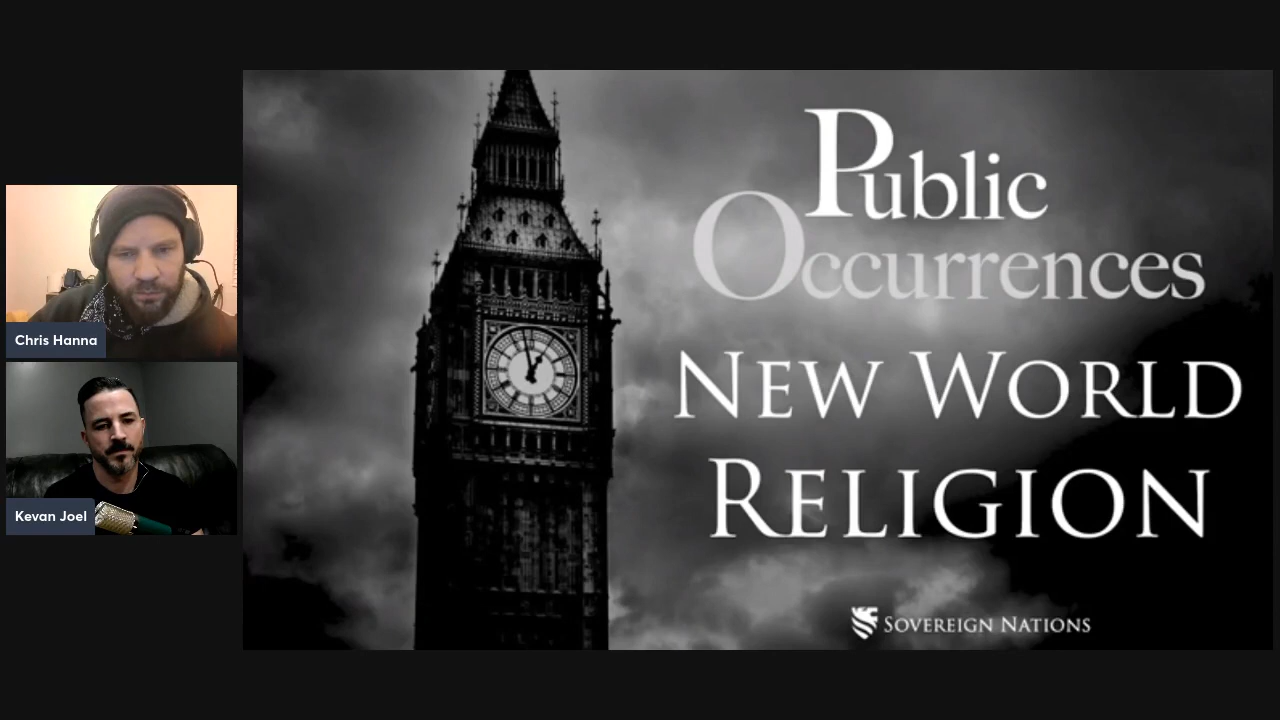 Chris Hanna
Kevan Joel
Public
Occurrences
New World
Religion
Sovereign Nations